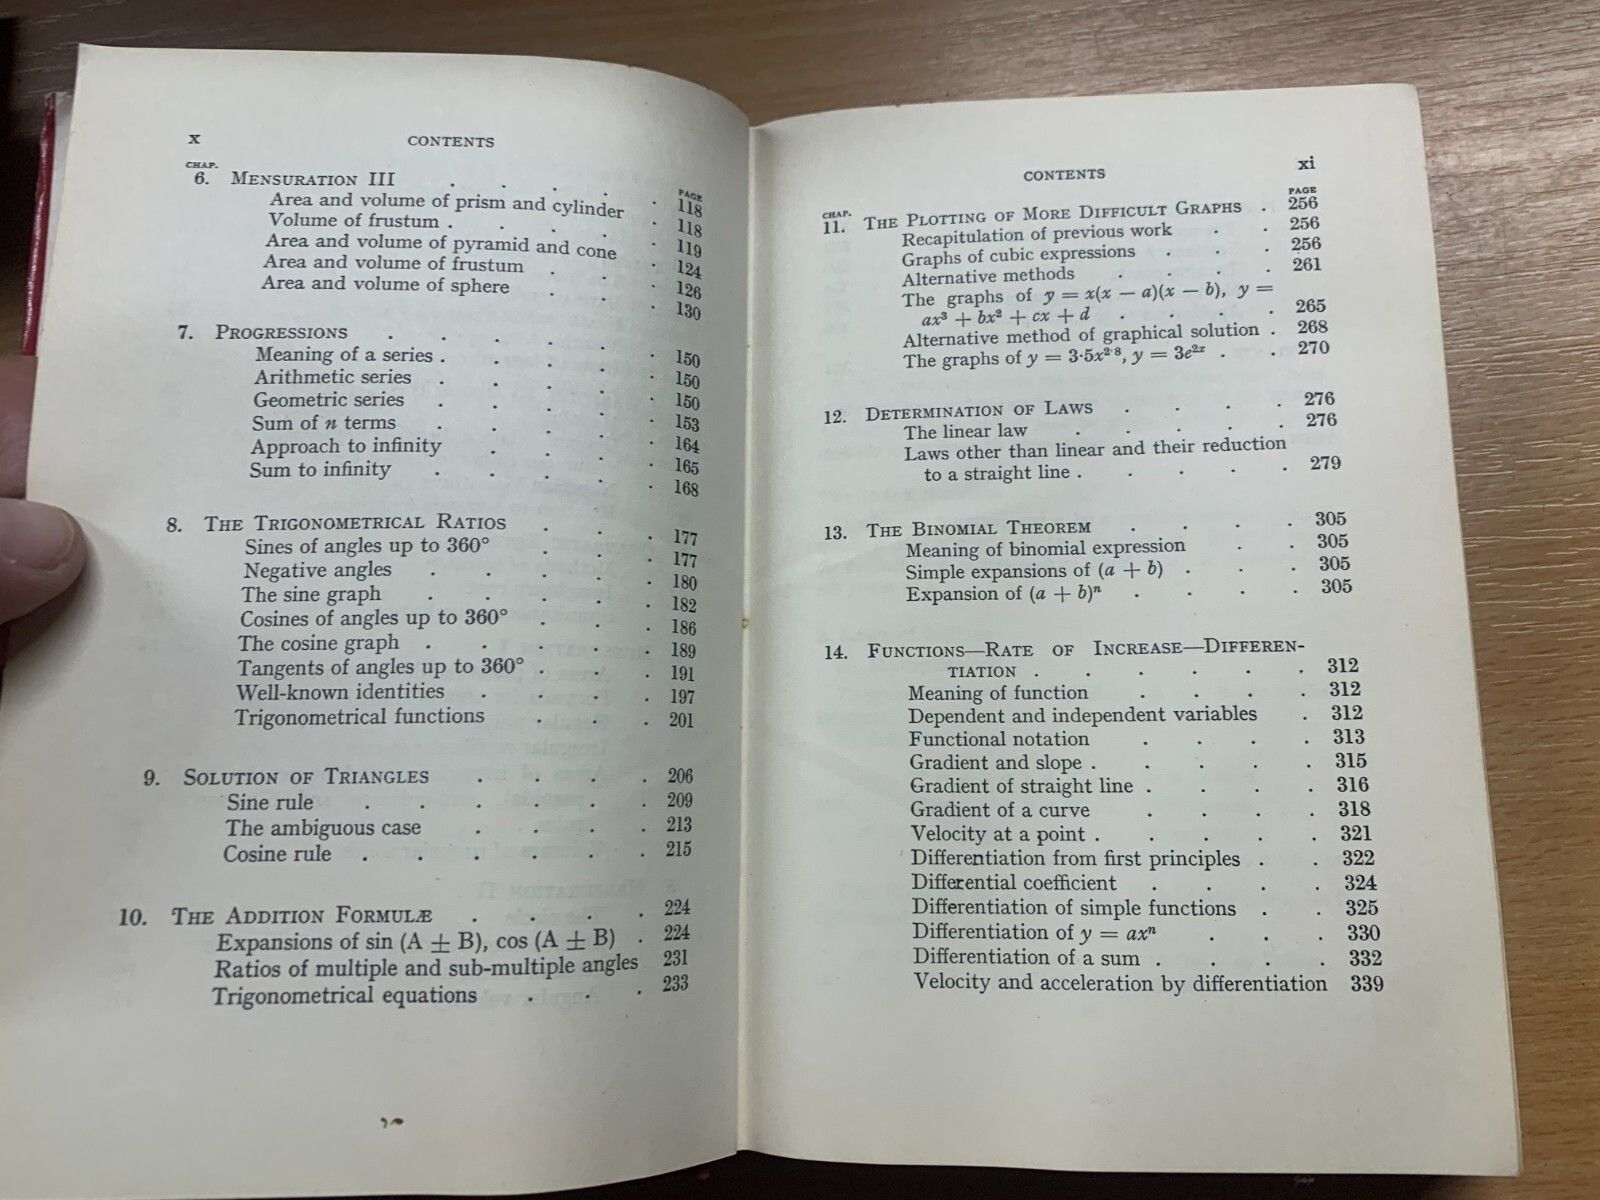 x CONTENTS
CHAP. PAGE
6. MENSURATION III . . . . . 118
Area and volume of prism and cylinder 118
Volume of frustum . . . . . 119
Area and volume of pyramid and cone . 124
Area and volume of frustum . . . 126
Area and volume of sphere . . . 130
7. PROGRESSIONS . . . . . . 150
Meaning of a series . . . . . 150
Arithmetic series . . . . . 150
Geometric series . . . . . 153
Sum of n terms . . . . . 164
Approach to infinity . . . . 165
Sum to infinity . . . . . 168
8. THE TRIGONOMETRICAL RATIOS . . . 177
Sines of angles up to 360° . . . 177
Negative angles . . . . . 180
The sine graph . . . . . 182
Cosines of angles up to 360° . . . 186
The cosine graph . . . . . 189
Tangents of angles up to 360° . . . 191
Well-known identities . . . . 197
Trigonometrical functions . . . 201
9. SOLUTION OF TRIANGLES . . . . 206
Sine rule . . . . . . 209
The ambiguous case . . . . 213
Cosine rule . . . . . . 215
10. THE ADDITION FORMULÆ . . . . 224
Expansions of sin (A ± B), cos (A ± B) . 224
Ratios of multiple and sub-multiple angles 231
Trigonometrical equations . . . 233
CONTENTS xi
CHAP. PAGE
11. THE PLOTTING OF MORE DIFFICULT GRAPHS . 256
Recapitulation of previous work . . 256
Graphs of cubic expressions . . . 256
Alternative methods . . . . 261
The graphs of y = x(x − a)(x − b), y =
ax³ + bx² + cx + d . . . . 265
Alternative method of graphical solution . 268
The graphs of y = 3·5x²·⁸, y = 3e²ˣ . . 270
12. DETERMINATION OF LAWS . . . . 276
The linear law . . . . . 276
Laws other than linear and their reduction
to a straight line . . . . . 279
13. THE BINOMIAL THEOREM . . . . 305
Meaning of binomial expression . . 305
Simple expansions of (a + b) . . . 305
Expansion of (a + b)ⁿ . . . . 305
14. FUNCTIONS—RATE OF INCREASE—DIFFEREN-
TIATION . . . . . . 312
Meaning of function . . . . 312
Dependent and independent variables . 312
Functional notation . . . . 313
Gradient and slope . . . . . 315
Gradient of straight line . . . . 316
Gradient of a curve . . . . 318
Velocity at a point . . . . . 321
Differentiation from first principles . . 322
Differential coefficient . . . . 324
Differentiation of simple functions . . 325
Differentiation of y = axⁿ . . . 330
Differentiation of a sum . . . . 332
Velocity and acceleration by differentiation 339